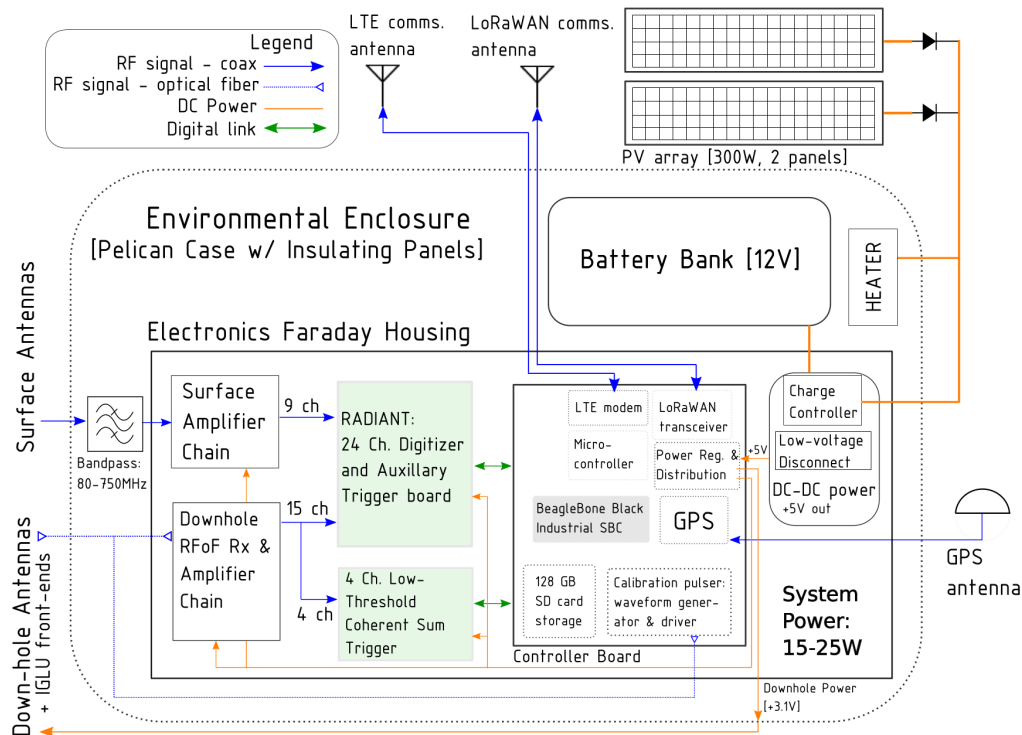 Legend
RF signal - coax
RF signal - optical fiber
DC Power
Digital link
LTE comms.
antenna
LoRaWAN comms.
antenna
PV array [300W, 2 panels]
Environmental Enclosure
[Pelican Case w/ Insulating Panels]
Battery Bank [12V]
HEATER
Electronics Faraday Housing
Surface Antennas
Bandpass:
80-750MHz
Surface
Amplifier
Chain
9 ch
RADIANT:
24 Ch. Digitizer
and Auxillary
Trigger board
LTE modem
LoRaWAN
transceiver
Micro-
controller
Power Reg. &
Distribution
+5V
Charge
Controller
Low-voltage
Disconnect
DC-DC power
+5V out
BeagleBone Black
Industrial SBC
GPS
GPS
antenna
Down-hole Antennas
+ IGLU front-ends
Downhole
RFoF Rx &
Amplifier
Chain
15 ch
4 ch
4 Ch. Low-
Threshold
Coherent Sum
Trigger
128 GB
SD card
storage
Calibration pulser:
waveform gener-
ator & driver
Controller Board
System
Power:
15-25W
Downhole Power
[+3.1V]